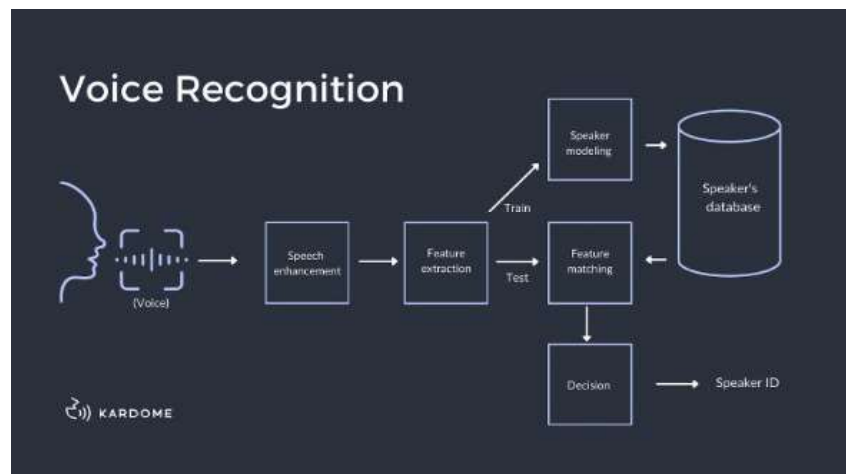 Voice Recognition
Speaker
modeling
Speaker's
database
Train
Speech
enhancement
Feature
extraction
Feature
matching
Test
(Voice)
Decision
Speaker ID
KARDOME